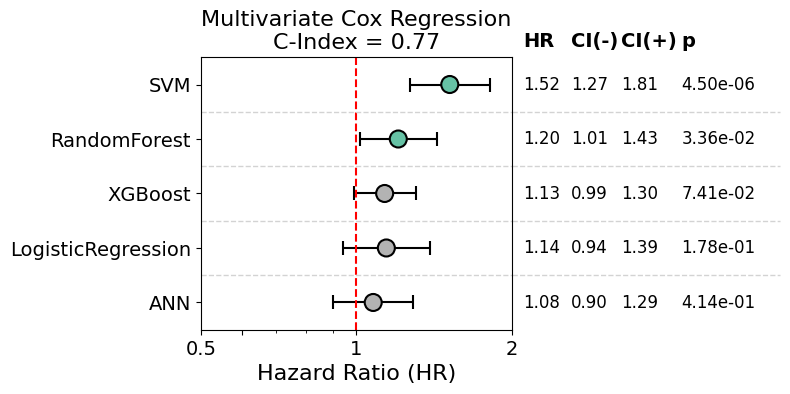 Multivariate Cox Regression
C-Index = 0.77
HR CI(-) CI(+) p
SVM 1.52 1.27 1.81 4.50e-06
RandomForest 1.20 1.01 1.43 3.36e-02
XGBoost 1.13 0.99 1.30 7.41e-02
LogisticRegression 1.14 0.94 1.39 1.78e-01
ANN 1.08 0.90 1.29 4.14e-01
0.5 1 2
Hazard Ratio (HR)